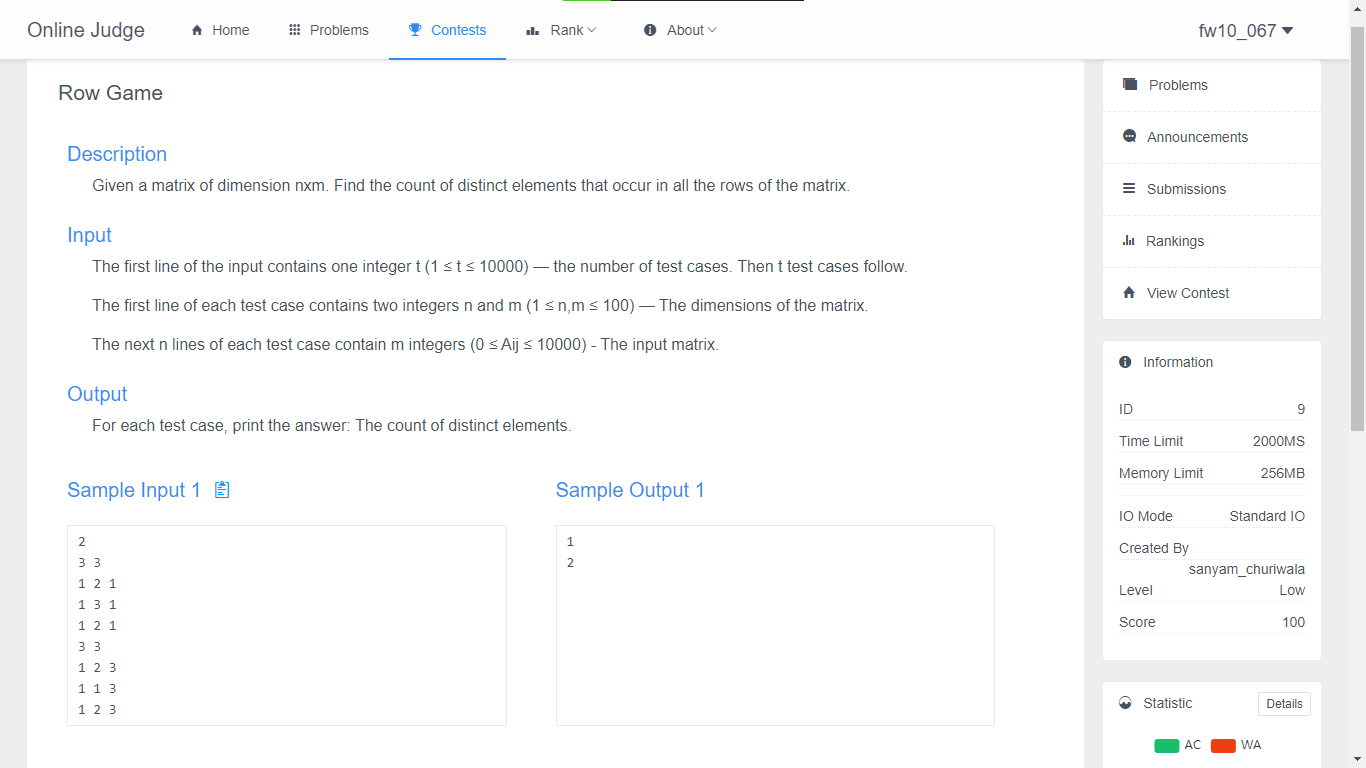 Online Judge Home Problems Contests Rank About fw10_067
Row Game
Description
Given a matrix of dimension nxm. Find the count of distinct elements that occur in all the rows of the matrix.
Input
The first line of the input contains one integer t (1 ≤ t ≤ 10000) — the number of test cases. Then t test cases follow.
The first line of each test case contains two integers n and m (1 ≤ n,m ≤ 100) — The dimensions of the matrix.
The next n lines of each test case contain m integers (0 ≤ Aij ≤ 10000) - The input matrix.
Output
For each test case, print the answer: The count of distinct elements.
Sample Input 1
2
3 3
1 2 1
1 3 1
1 2 1
3 3
1 2 3
1 1 3
1 2 3
Sample Output 1
1
2
Problems
Announcements
Submissions
Rankings
View Contest
Information
ID 9
Time Limit 2000MS
Memory Limit 256MB
IO Mode Standard IO
Created By
sanyam_churiwala
Level Low
Score 100
Statistic Details
AC WA